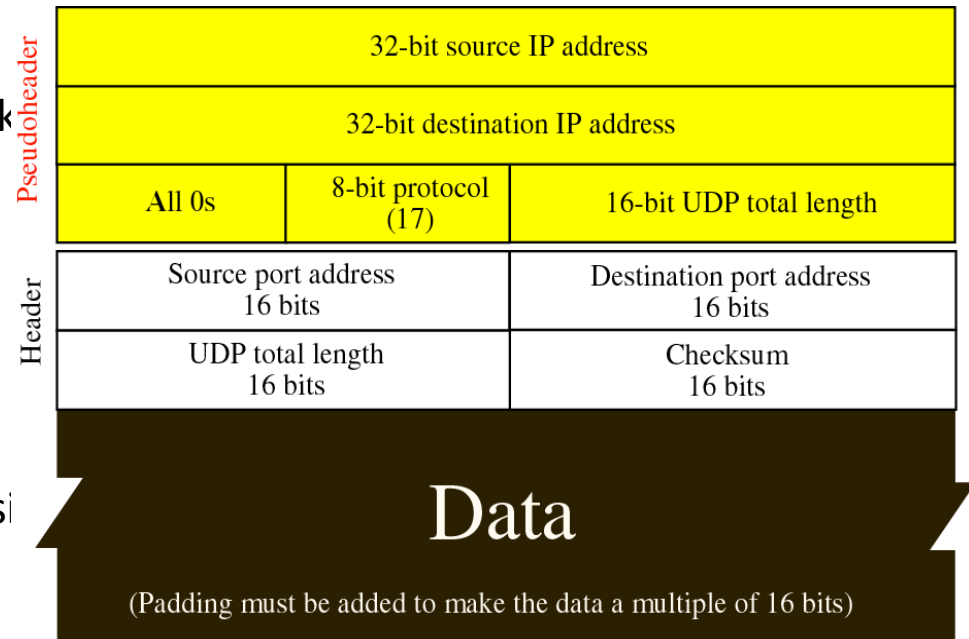 Pseudoheader
32-bit source IP address
32-bit destination IP address
All 0s
8-bit protocol
(17)
16-bit UDP total length
Header
Source port address
16 bits
Destination port address
16 bits
UDP total length
16 bits
Checksum
16 bits
Data
(Padding must be added to make the data a multiple of 16 bits)